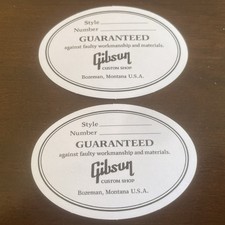 Style
Number
GUARANTEED
against faulty workmanship and materials.
Gibson
CUSTOM SHOP
Bozeman, Montana U.S.A.
Style
Number
GUARANTEED
against faulty workmanship and materials.
Gibson
CUSTOM SHOP
Bozeman, Montana U.S.A.